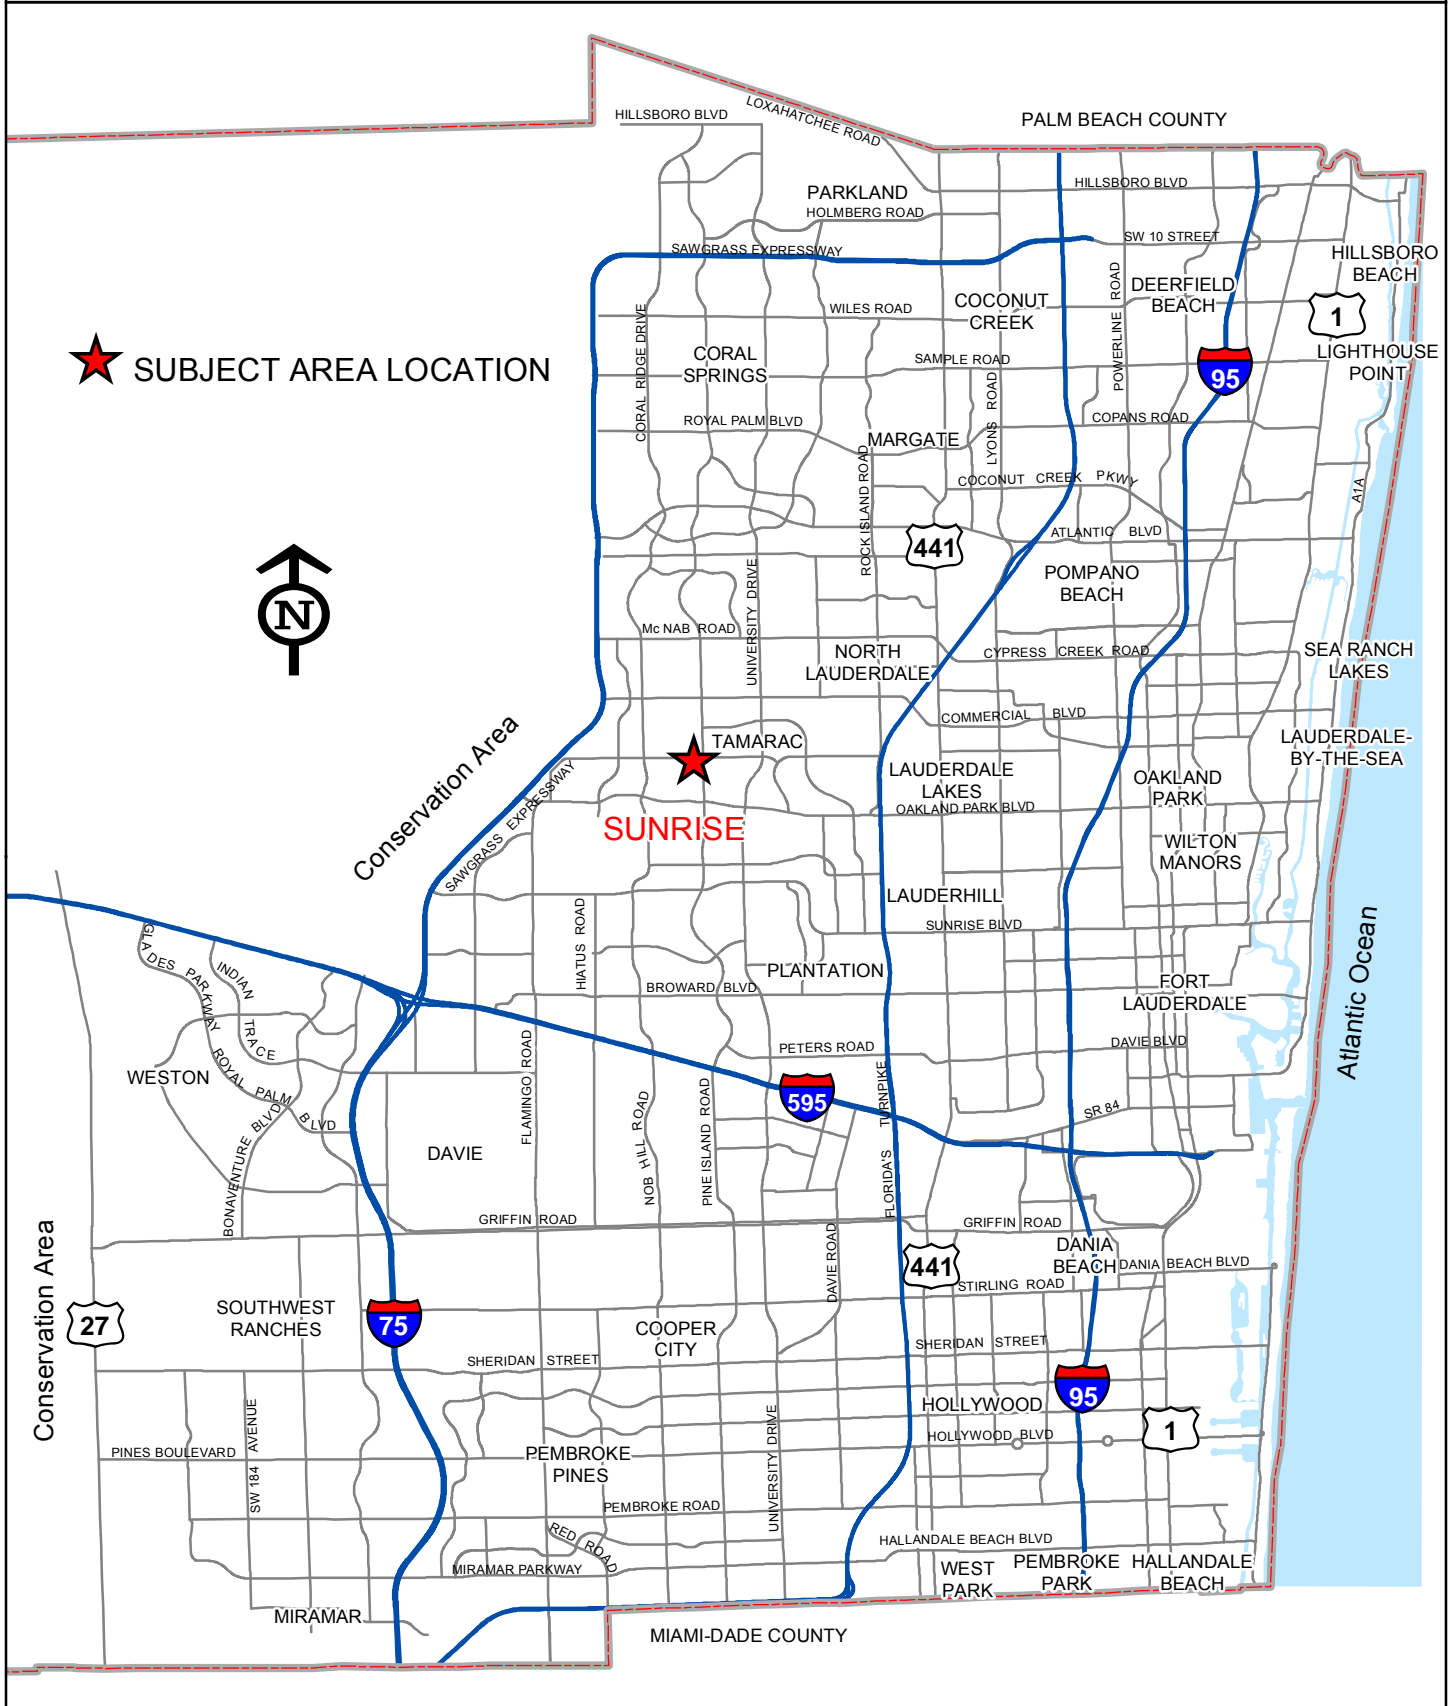 HILLSBORO BLVD
LOXAHATCHEE ROAD
PALM BEACH COUNTY
PARKLAND
HOLMBERG ROAD
HILLSBORO BLVD
SAWGRASS EXPRESSWAY
SW 10 STREET
HILLSBORO
BEACH
DEERFIELD
BEACH
COCONUT
CREEK
WILES ROAD
POWERLINE ROAD
1
CORAL RIDGE DRIVE
SUBJECT AREA LOCATION
CORAL
SPRINGS
SAMPLE ROAD
LIGHTHOUSE
POINT
95
ROYAL PALM BLVD
LYONS ROAD
COPANS ROAD
MARGATE
ROCK ISLAND ROAD
COCONUT CREEK PKWY
A1A
441
ATLANTIC BLVD
N
UNIVERSITY DRIVE
POMPANO
BEACH
Mc NAB ROAD
NORTH
LAUDERDALE
CYPRESS CREEK ROAD
SEA RANCH
LAKES
COMMERCIAL BLVD
Conservation Area
TAMARAC
LAUDERDALE-
BY-THE-SEA
SAWGRASS EXPRESSWAY
LAUDERDALE
LAKES
OAKLAND
PARK
OAKLAND PARK BLVD
SUNRISE
WILTON
MANORS
LAUDERHILL
SUNRISE BLVD
HIATUS ROAD
GLADES PARKWAY
INDIAN TRACE
PLANTATION
BROWARD BLVD
FORT
LAUDERDALE
Atlantic Ocean
PETERS ROAD
DAVIE BLVD
WESTON
ROYAL PALM BLVD
FLAMINGO ROAD
595
FLORIDA'S TURNPIKE
SR 84
BONAVENTURE BLVD
DAVIE
NOB HILL ROAD
PINE ISLAND ROAD
GRIFFIN ROAD
GRIFFIN ROAD
Conservation Area
DAVIE ROAD
441
DANIA
BEACH
DANIA BEACH BLVD
STIRLING ROAD
27
SOUTHWEST
RANCHES
75
COOPER
CITY
SHERIDAN STREET
SHERIDAN STREET
95
HOLLYWOOD
1
SW 184 AVENUE
UNIVERSITY DRIVE
HOLLYWOOD BLVD
PINES BOULEVARD
PEMBROKE
PINES
PEMBROKE ROAD
RED ROAD
HALLANDALE BEACH BLVD
MIRAMAR PARKWAY
WEST
PARK
PEMBROKE
PARK
HALLANDALE
BEACH
MIRAMAR
MIAMI-DADE COUNTY